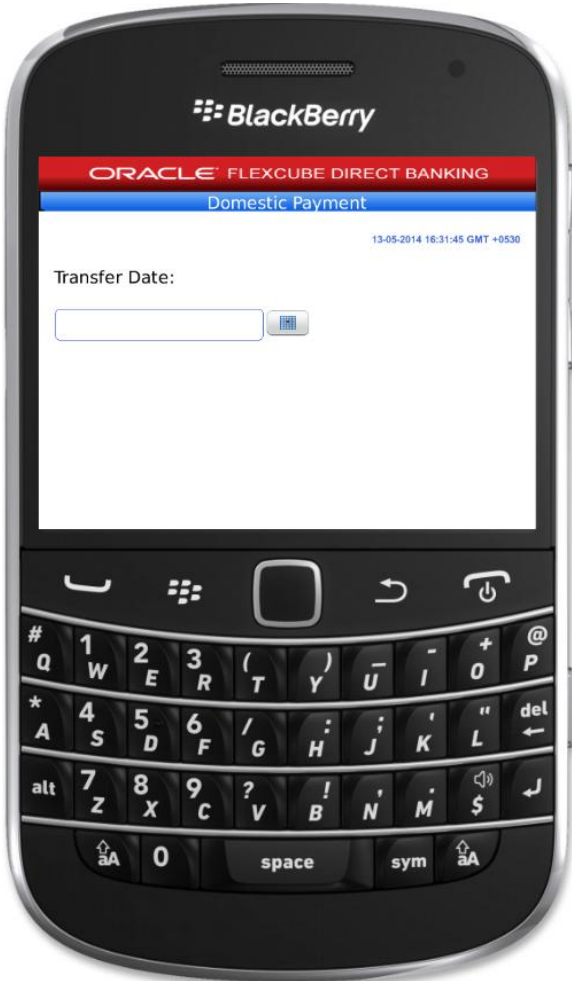 BlackBerry
ORACLE FLEXCUBE DIRECT BANKING
Domestic Payment
13-05-2014 16:31:45 GMT +0530
Transfer Date:
# 1 2 3 ( ) _ - + @
Q W E R T Y U I O P
* 4 5 6 / : ; ' " del
A S D F G H J K L
alt 7 8 9 ? ! , . $
Z X C V B N M
aA 0 space sym aA